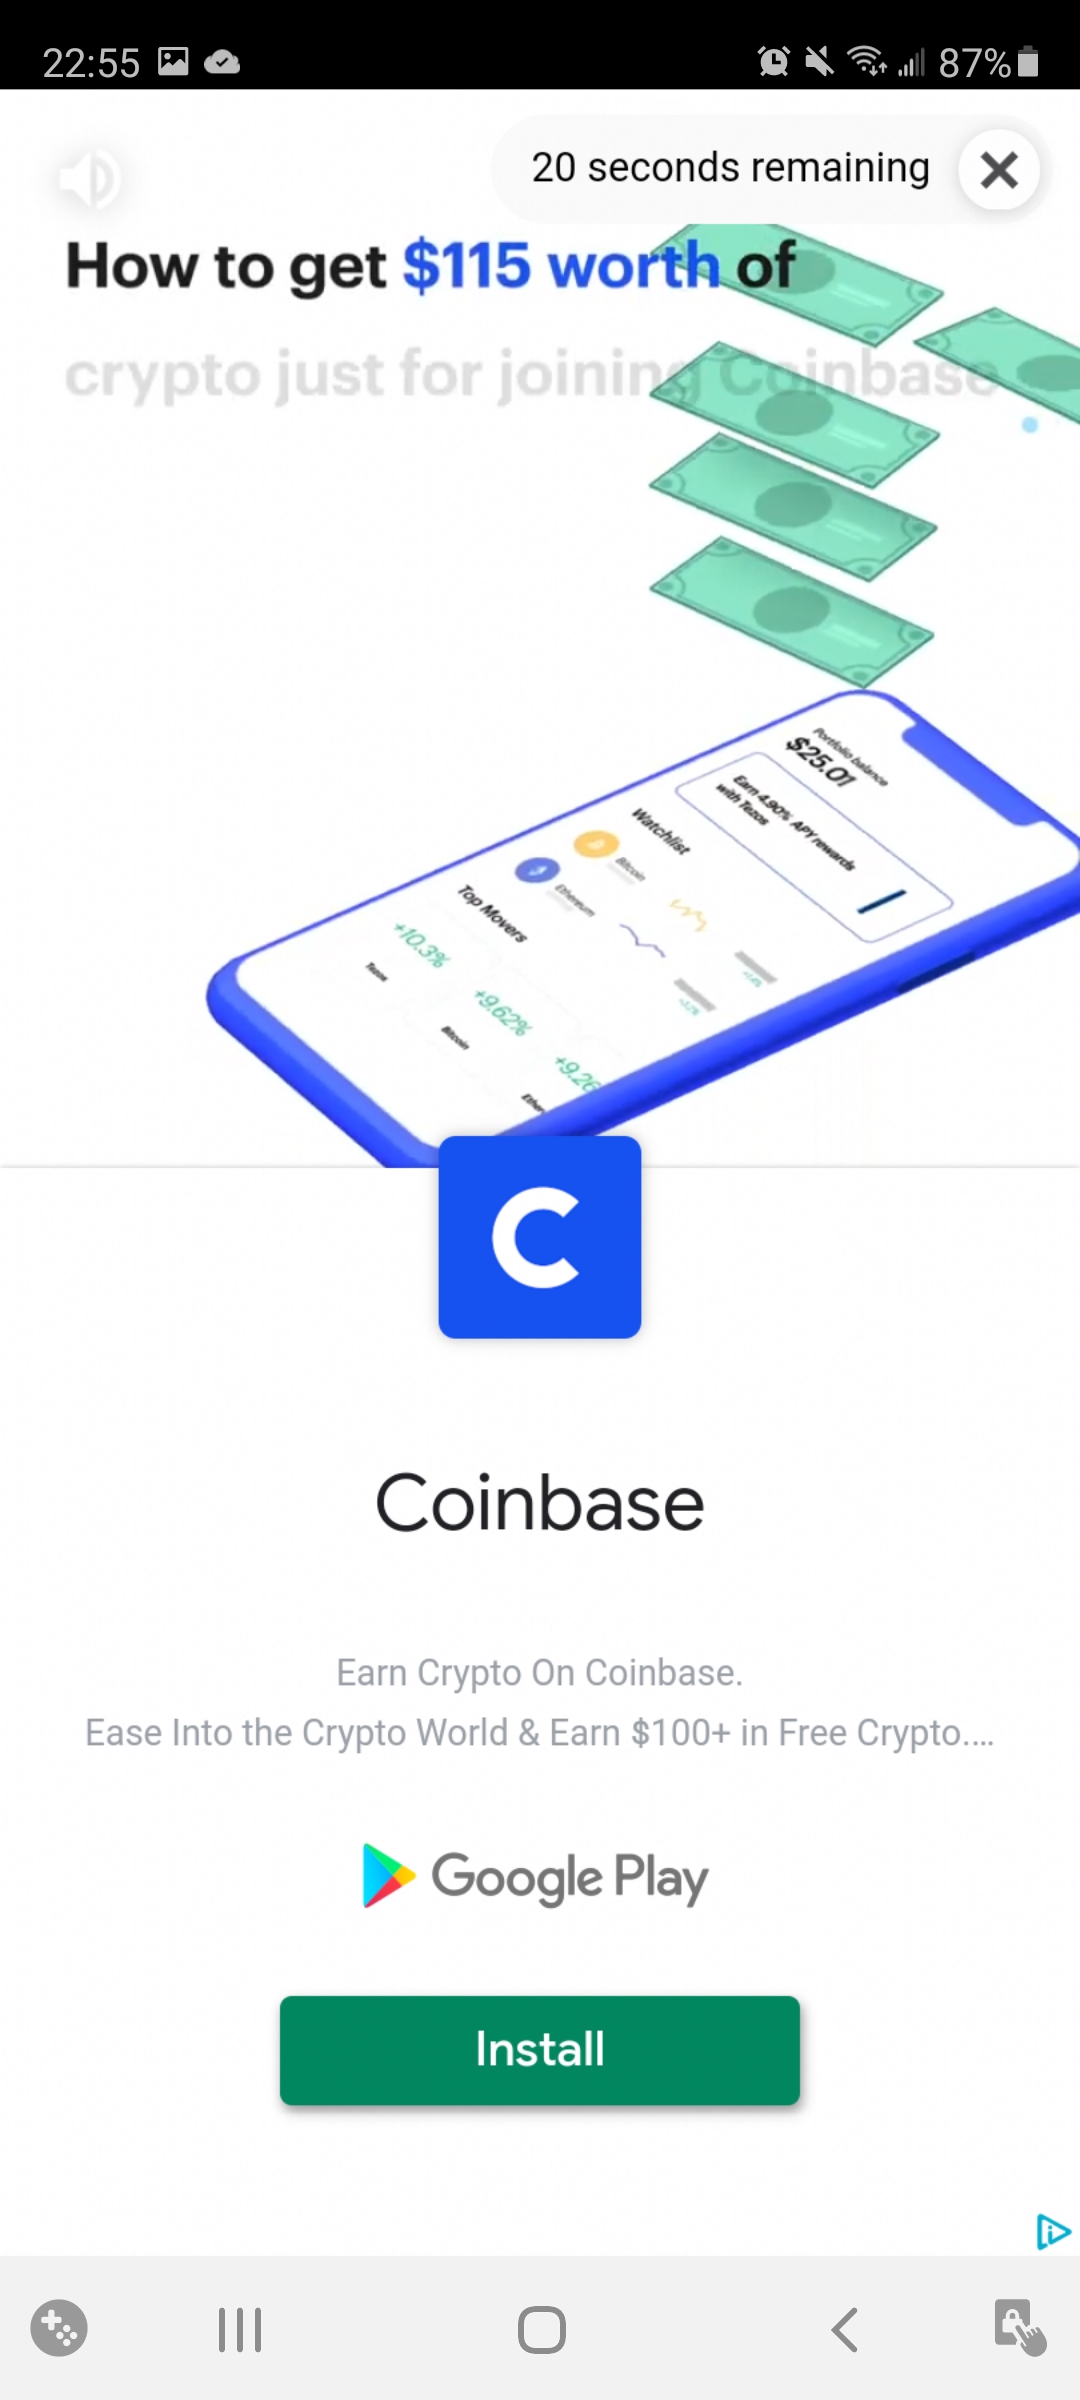 22:55
87%
20 seconds remaining
How to get $115 worth of
crypto just for joining Coinbase
Portfolio balance
$25.01
Earn 4.90% APY rewards
with Tezos
Watchlist
Bitcoin
Ethereum
Top Movers
+10.3%
Tezos
+9.62%
Bitcoin
+9.26
Ether
C
Coinbase
Earn Crypto On Coinbase.
Ease Into the Crypto World & Earn $100+ in Free Crypto....
Google Play
Install